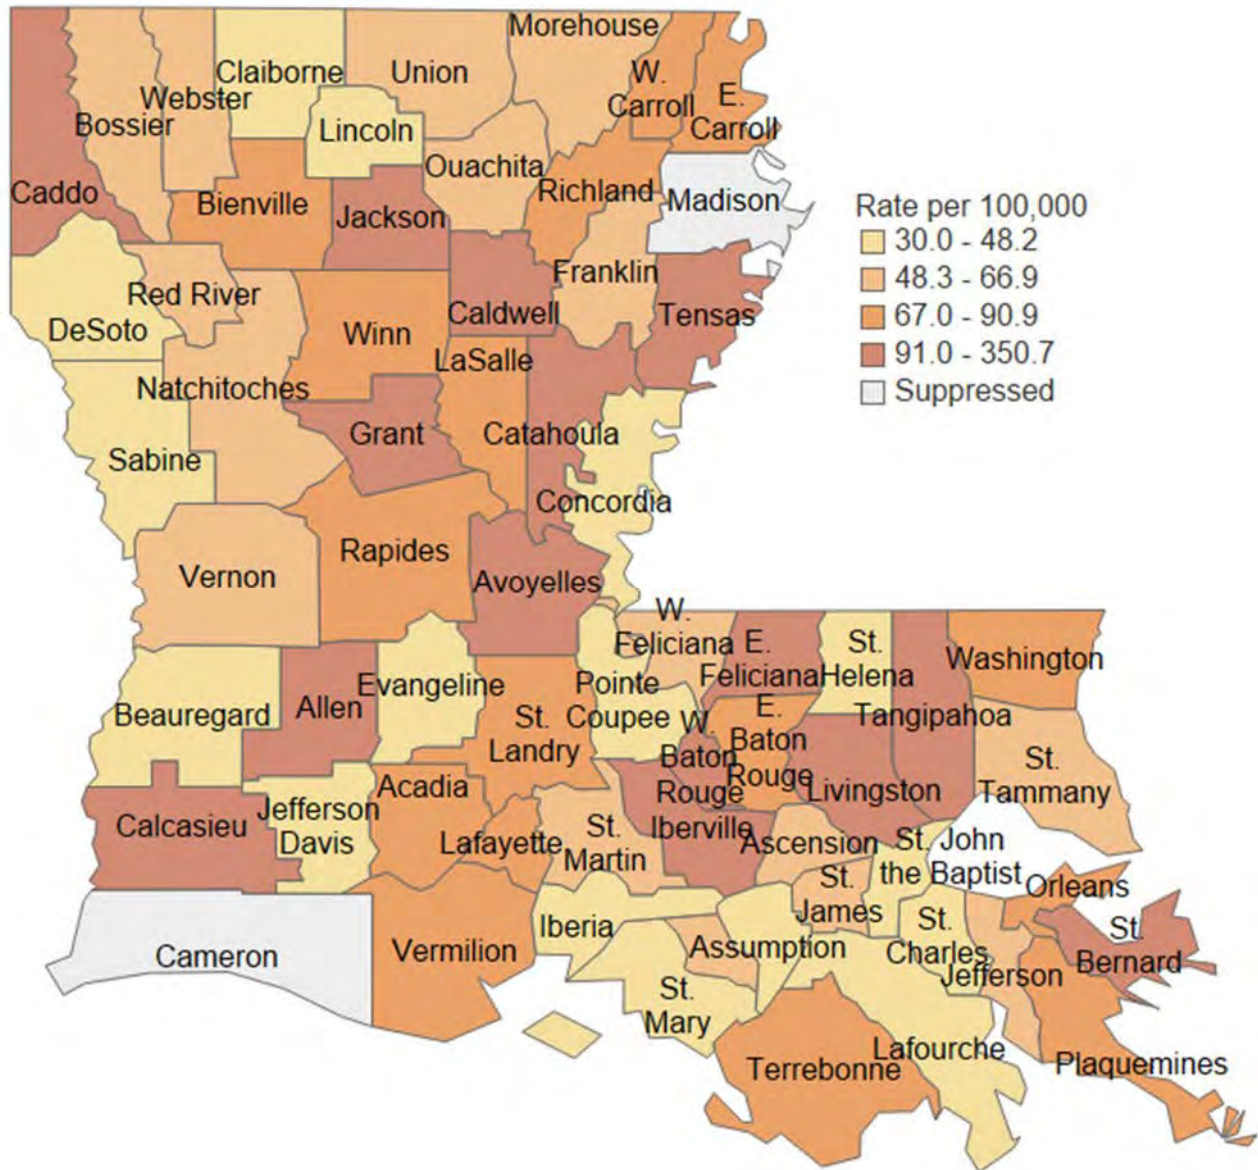 Morehouse
Claiborne
Union
W.
Carroll
E.
Carroll
Webster
Bossier
Lincoln
Ouachita
Richland
Madison
Caddo
Bienville
Jackson
Franklin
Red River
Caldwell
Tensas
DeSoto
Winn
LaSalle
Natchitoches
Grant
Catahoula
Sabine
Concordia
Rapides
Vernon
Avoyelles
W.
Feliciana
E.
Feliciana
St.
Helena
Washington
Evangeline
Pointe
Coupee
Beauregard
Allen
St.
Landry
W.
Baton
Rouge
E.
Baton
Rouge
Tangipahoa
St.
Tammany
Acadia
Livingston
Calcasieu
Jefferson
Davis
Lafayette
St.
Martin
Iberville
Ascension
St. John
the Baptist
St.
James
Orleans
Iberia
Assumption
St.
Charles
St.
Bernard
Cameron
Vermilion
Jefferson
St.
Mary
Terrebonne
Lafourche
Plaquemines
Rate per 100,000
30.0 - 48.2
48.3 - 66.9
67.0 - 90.9
91.0 - 350.7
Suppressed